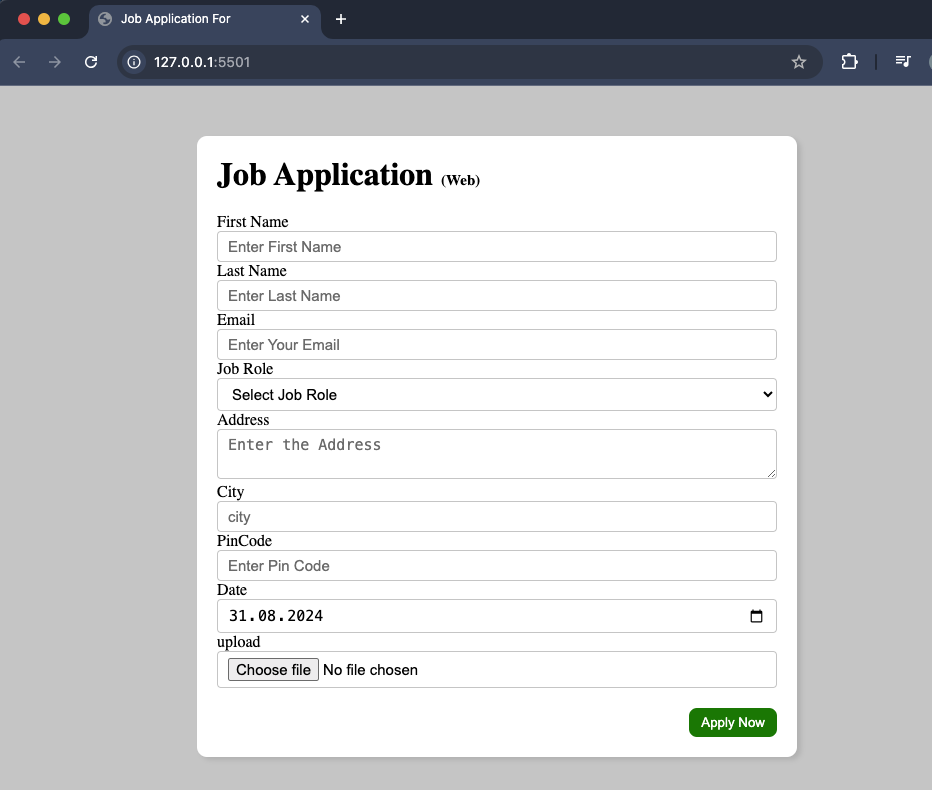 Job Application For
127.0.0.1:5501
Job Application (Web)
First Name
Enter First Name
Last Name
Enter Last Name
Email
Enter Your Email
Job Role
Select Job Role
Address
Enter the Address
City
city
PinCode
Enter Pin Code
Date
31.08.2024
upload
Choose file No file chosen
Apply Now